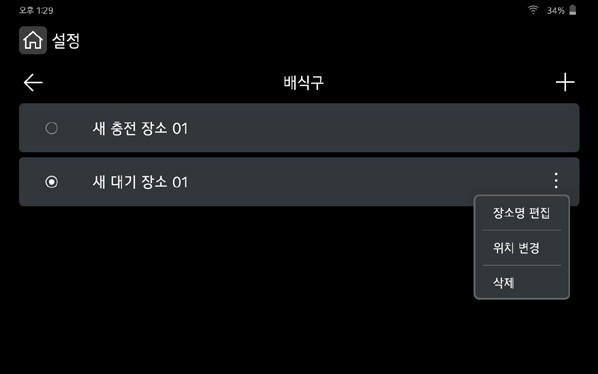 오후 1:29 34%
설정
배식구
새 충전 장소 01
새 대기 장소 01
장소명 편집
위치 변경
삭제